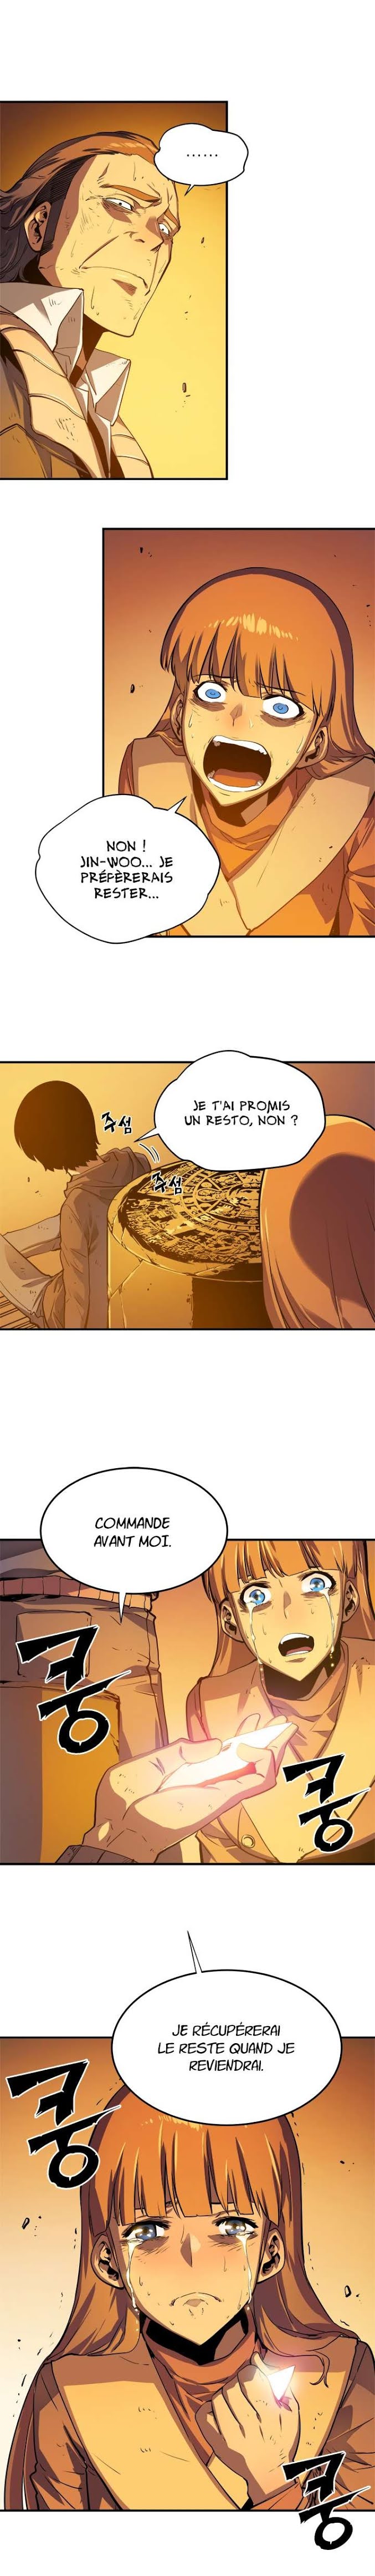 ......
NON !
JIN-WOO... JE
PRÉFÈRERAIS
RESTER...
JE T'AI PROMIS
UN RESTO, NON ?
주섬
주섬
COMMANDE
AVANT MOI.
쿵
쿵
JE RÉCUPÉRERAI
LE RESTE QUAND JE
REVIENDRAI.
쿵
쿵